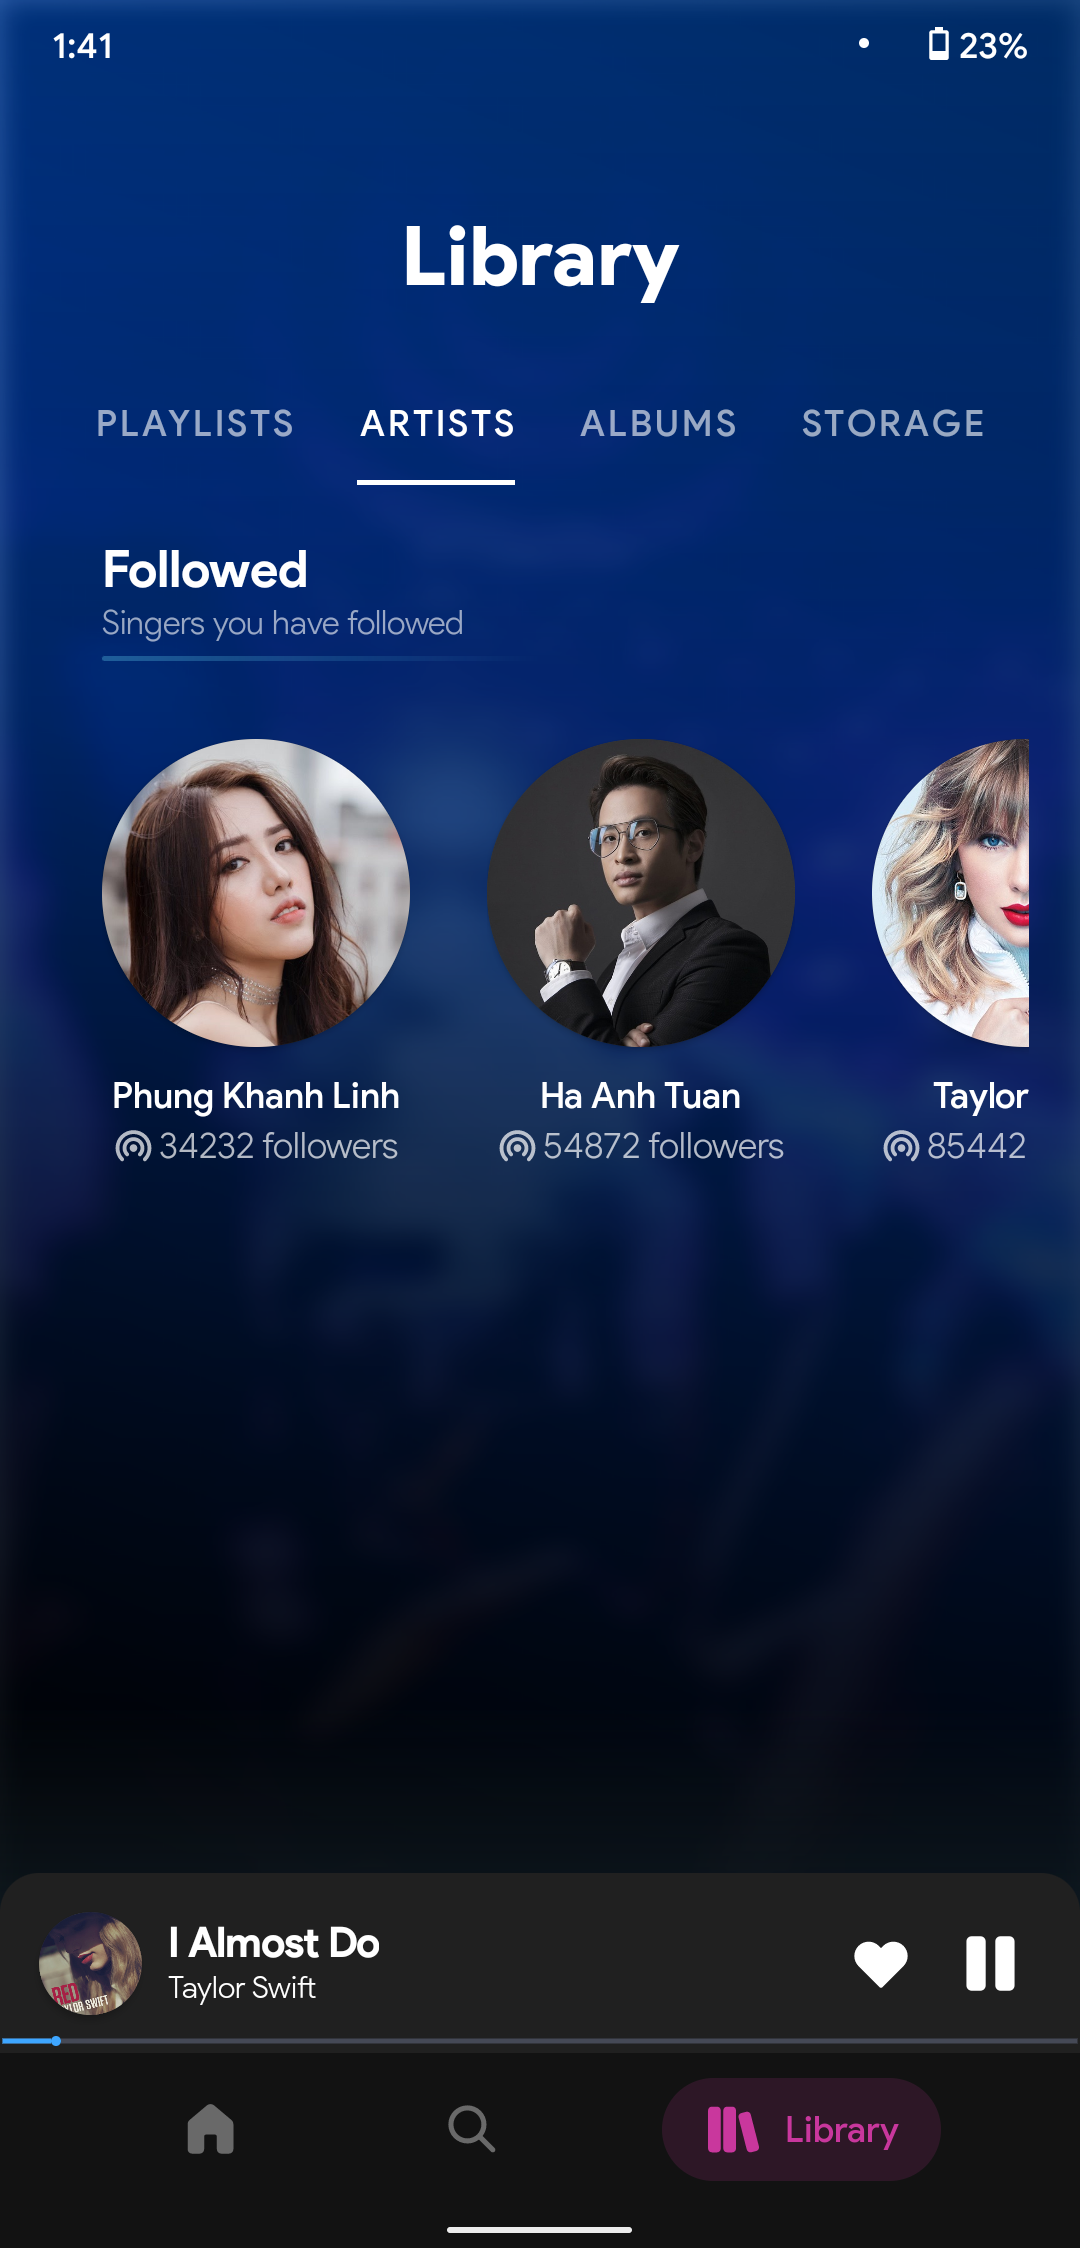 1:41
23%
Library
PLAYLISTS ARTISTS ALBUMS STORAGE
Followed
Singers you have followed
Phung Khanh Linh
34232 followers
Ha Anh Tuan
54872 followers
Taylor
85442
RED
TAYLOR SWIFT
I Almost Do
Taylor Swift
Library